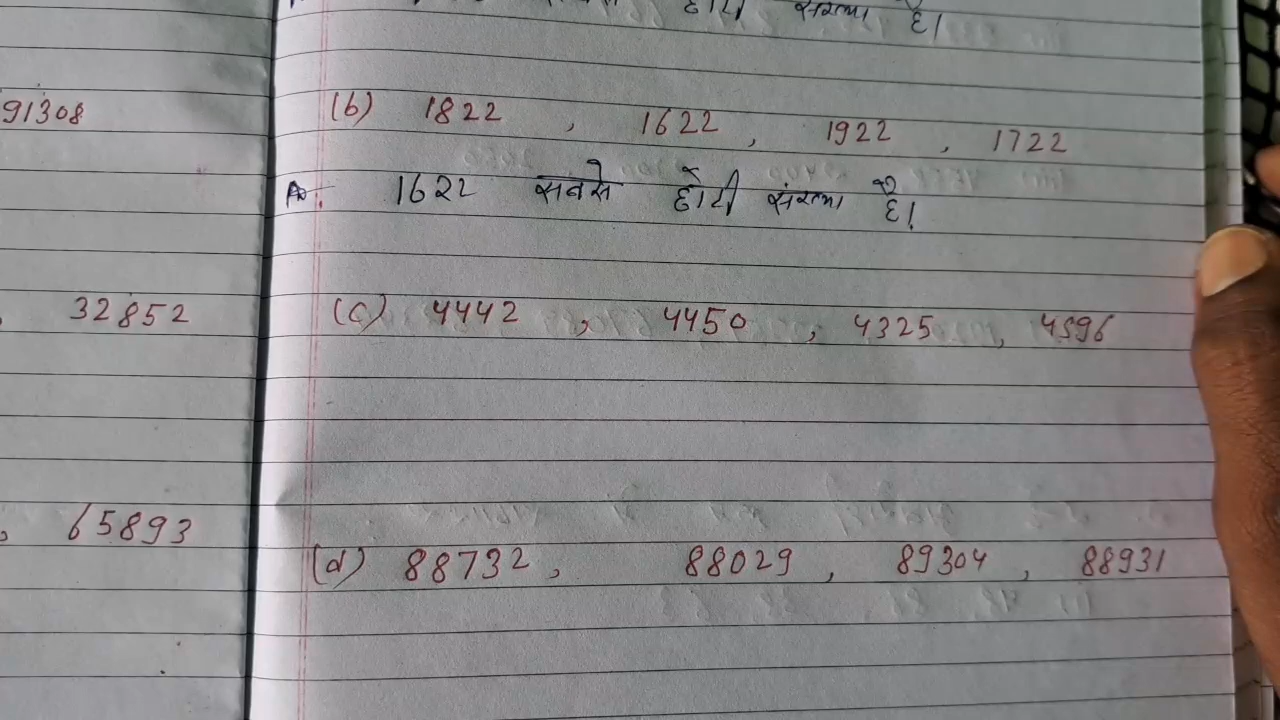 91308
(b) 1822 , 1622 , 1922 , 1722
A. 1622 सबसे छोटी संख्या है।
32852
(c) 4442 , 4450 , 4325 , 4596
, 65893
(d) 88732 , 88029 , 89304 , 88931